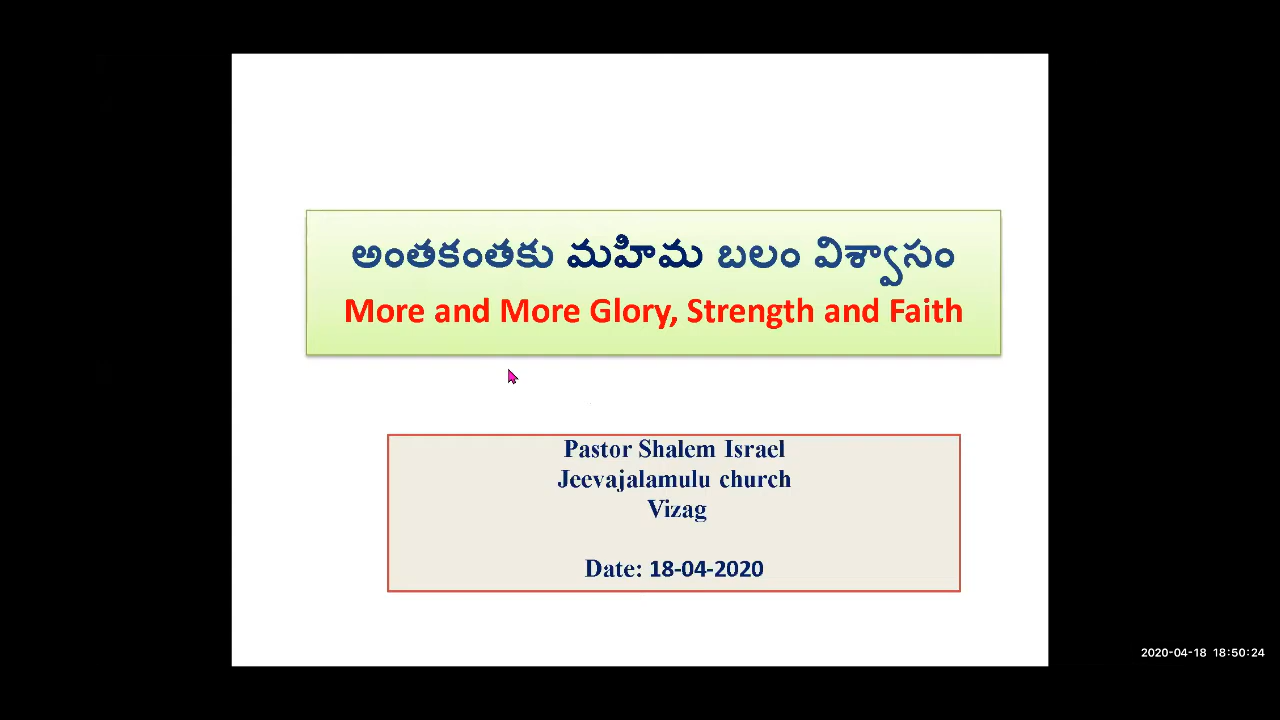 అంతకంతకు మహిమ బలం విశ్వాసం
More and More Glory, Strength and Faith
Pastor Shalem Israel
Jeevajalamulu church
Vizag
Date: 18-04-2020
2020-04-18 18:50:24